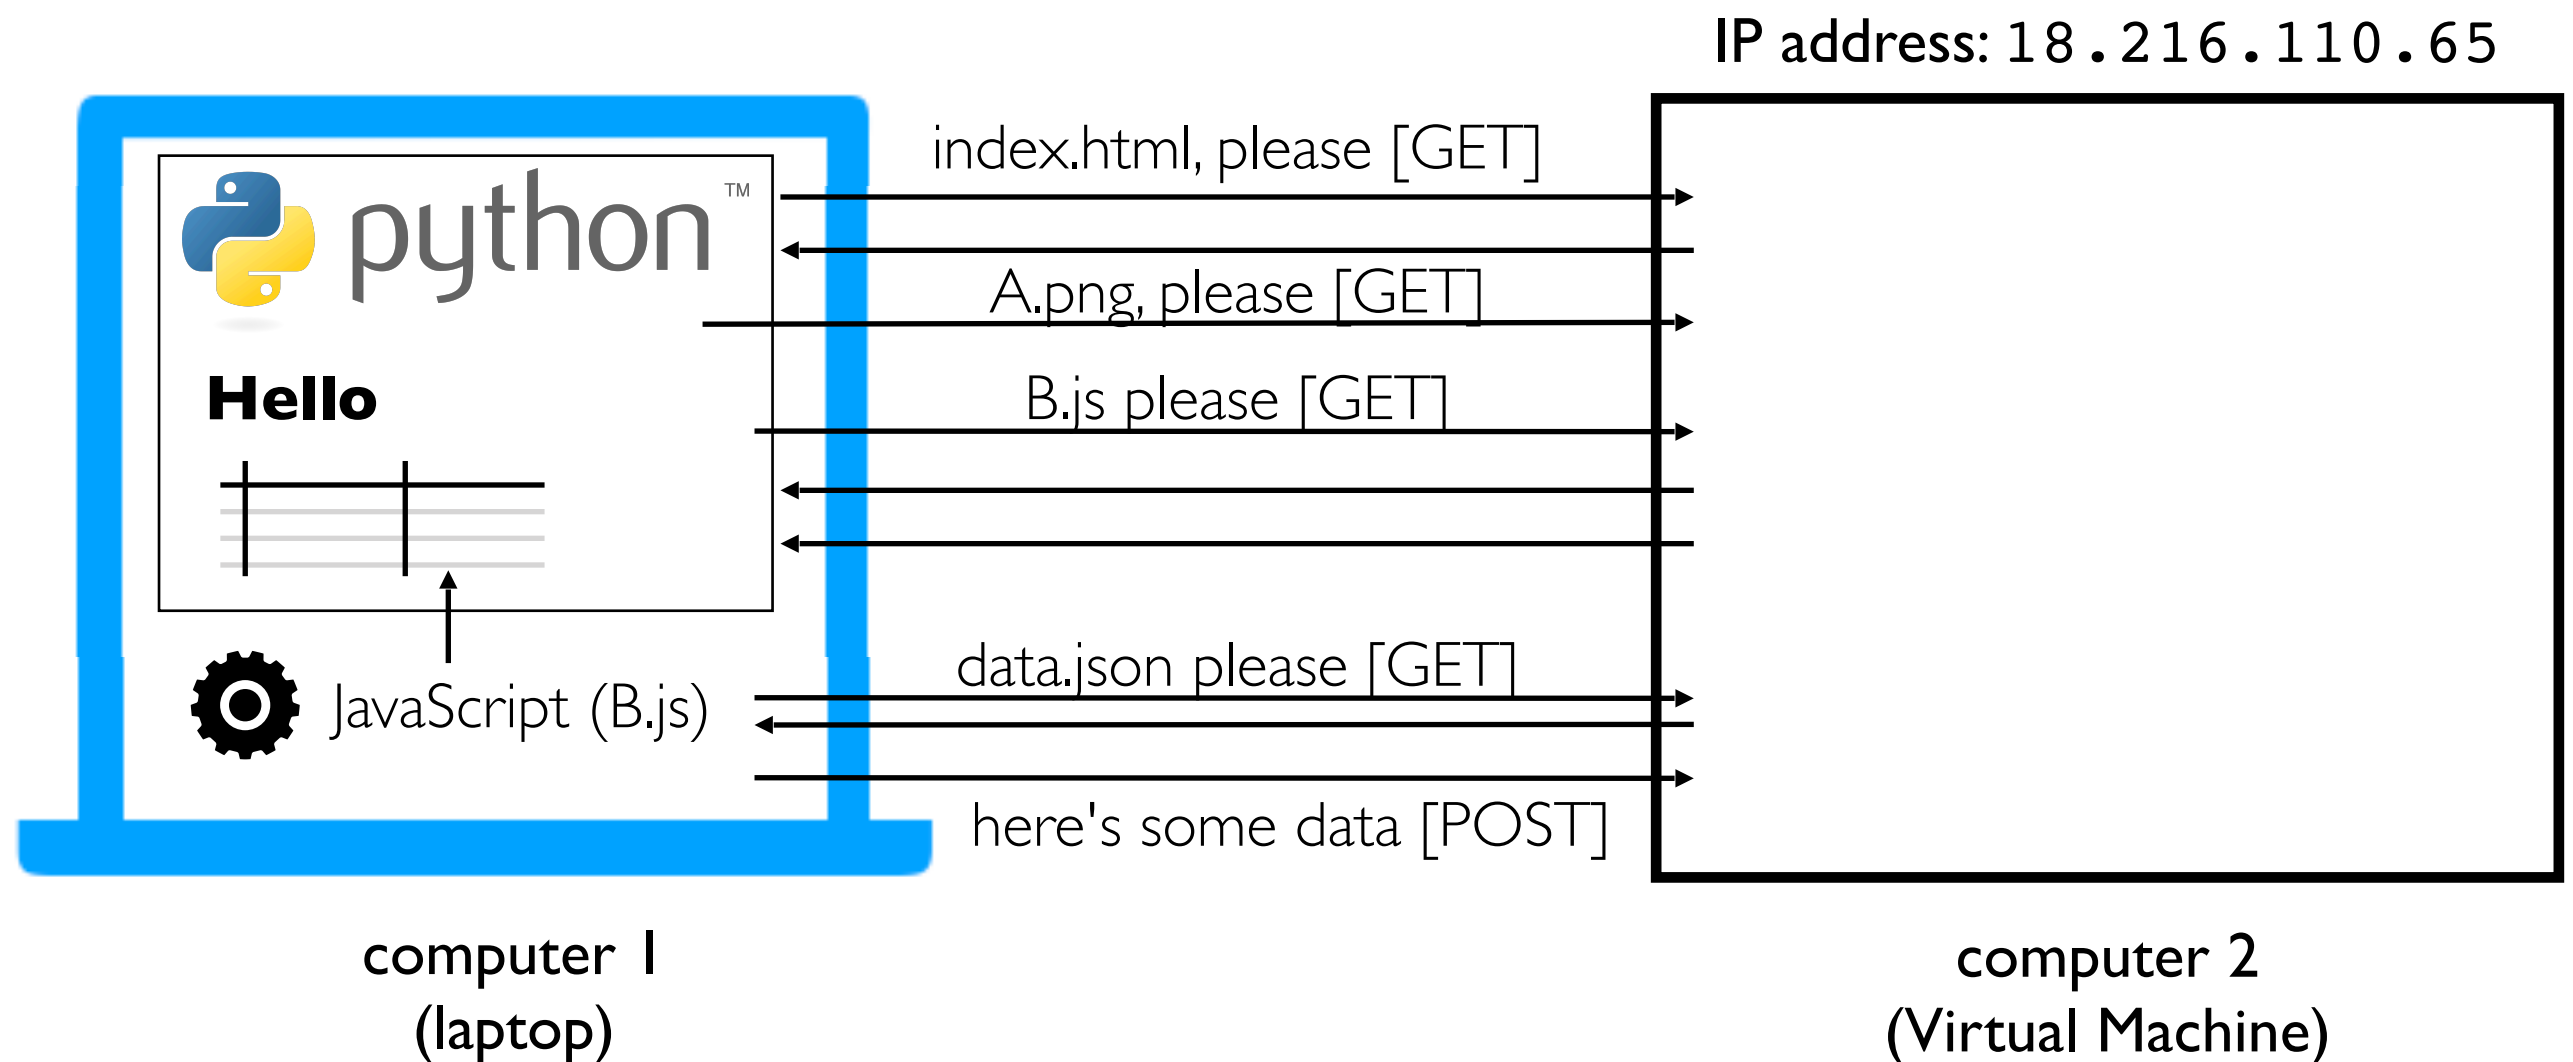 IP address: 18.216.110.65
index.html, please [GET]
python™
A.png, please [GET]
Hello
B.js please [GET]
data.json please [GET]
JavaScript (B.js)
here's some data [POST]
computer 1
(laptop)
computer 2
(Virtual Machine)